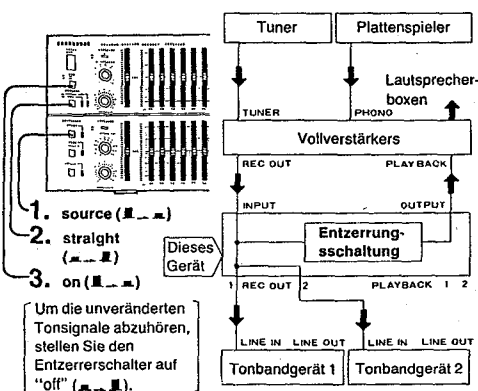 Tuner
Plattenspieler
Lautsprecher-
boxen
TUNER
PHONO
Vollverstärkers
REC OUT
PLAYBACK
INPUT
OUTPUT
Entzerrungs-
sschaltung
Dieses
Gerät
1 REC OUT 2
PLAYBACK 1 2
LINE IN LINE OUT
LINE IN LINE OUT
Tonbandgerät 1
Tonbandgerät 2
1. source
2. straight
3. on
Um die unveränderten
Tonsignale abzuhören,
stellen Sie den
Entzerrerschalter auf
"off"